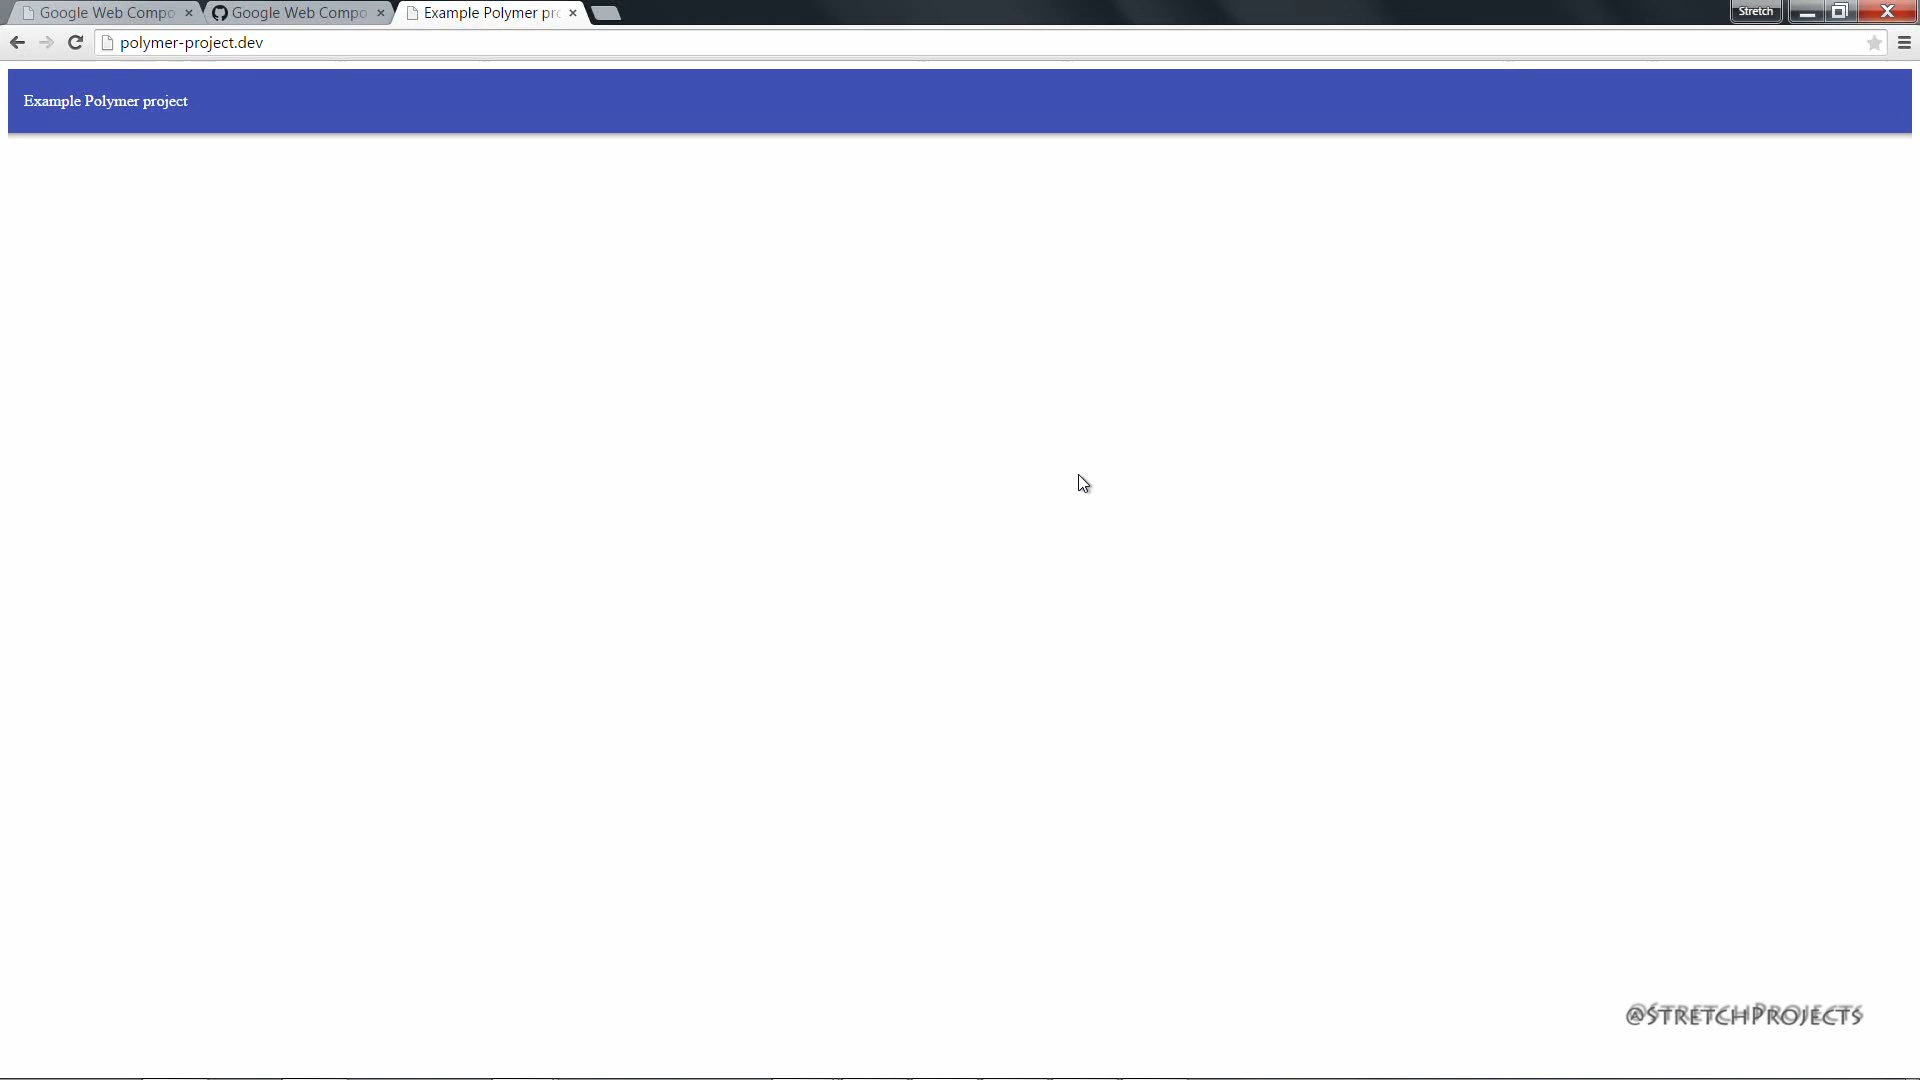 Google Web Compo
Google Web Compo
Example Polymer pr
Stretch
polymer-project.dev
Example Polymer project
@StretchProjects